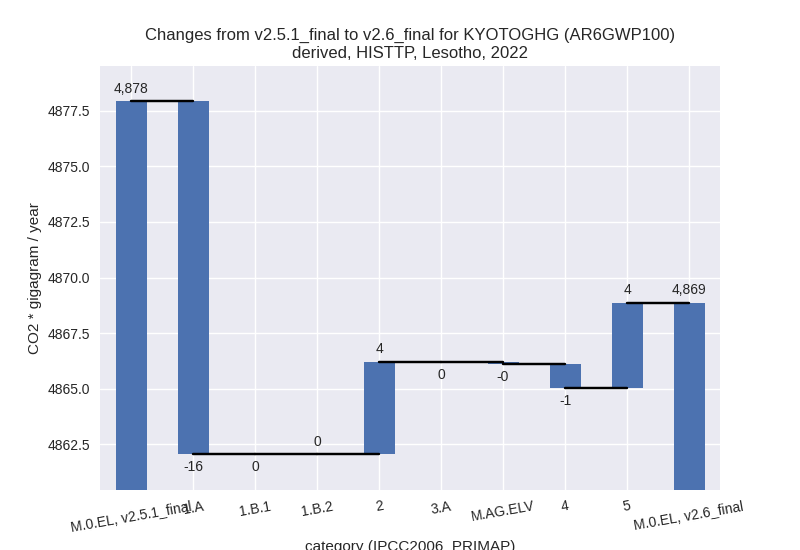 Changes from v2.5.1_final to v2.6_final for KYOTOGHG (AR6GWP100)
derived, HISTTP, Lesotho, 2022
CO2 * gigagram / year
4877.5
4875.0
4872.5
4870.0
4867.5
4865.0
4862.5
4,878
-16
0
0
4
0
-0
-1
4
4,869
M.0.EL, v2.5.1_final
1.A
1.B.1
1.B.2
2
3.A
M.AG.ELV
4
5
M.0.EL, v2.6_final
category (IPCC2006_PRIMAP)